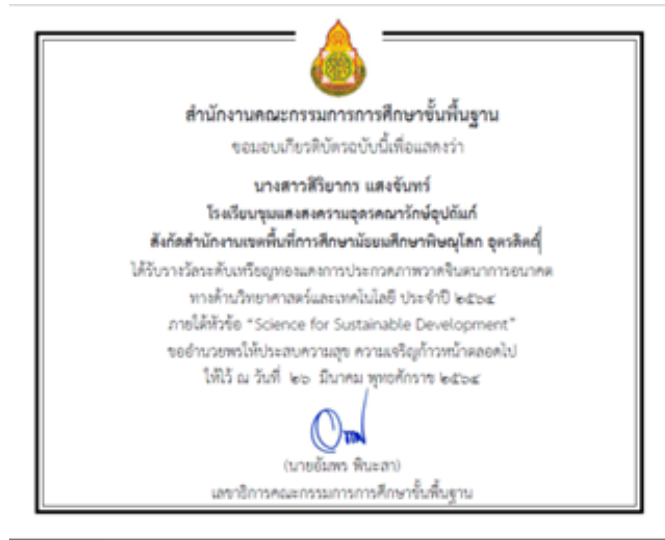 สำนักงานคณะกรรมการการศึกษาขั้นพื้นฐาน
ขอมอบเกียรติบัตรฉบับนี้เพื่อแสดงว่า
นางสาวสิริยากร แสงจันทร์
โรงเรียนชุมแสงสงครามอุดรคณารักษ์อุปถัมภ์
สังกัดสำนักงานเขตพื้นที่การศึกษามัธยมศึกษาพิษณุโลก อุตรดิตถ์
ได้รับรางวัลระดับเหรียญทองแดงการประกวดภาพวาดจินตนาการอนาคต
ทางด้านวิทยาศาสตร์และเทคโนโลยี ประจำปี ๒๕๖๔
ภายใต้หัวข้อ "Science for Sustainable Development"
ขออำนวยพรให้ประสบความสุข ความเจริญก้าวหน้าตลอดไป
ให้ไว้ ณ วันที่ ๒๖ มีนาคม พุทธศักราช ๒๕๖๔
(นายอัมพร พินะสา)
เลขาธิการคณะกรรมการการศึกษาขั้นพื้นฐาน